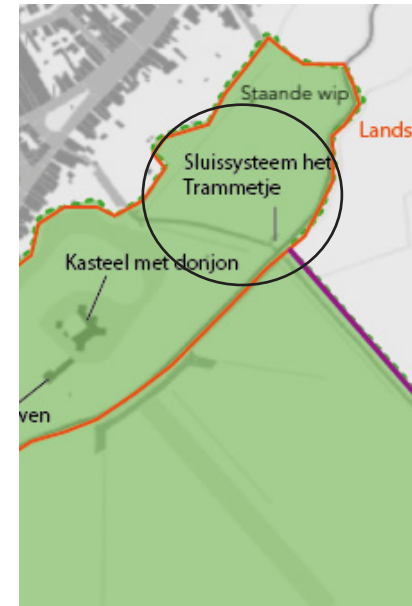 Staande wip
Lands
Sluissysteem het
Trammetje
Kasteel met donjon
ven